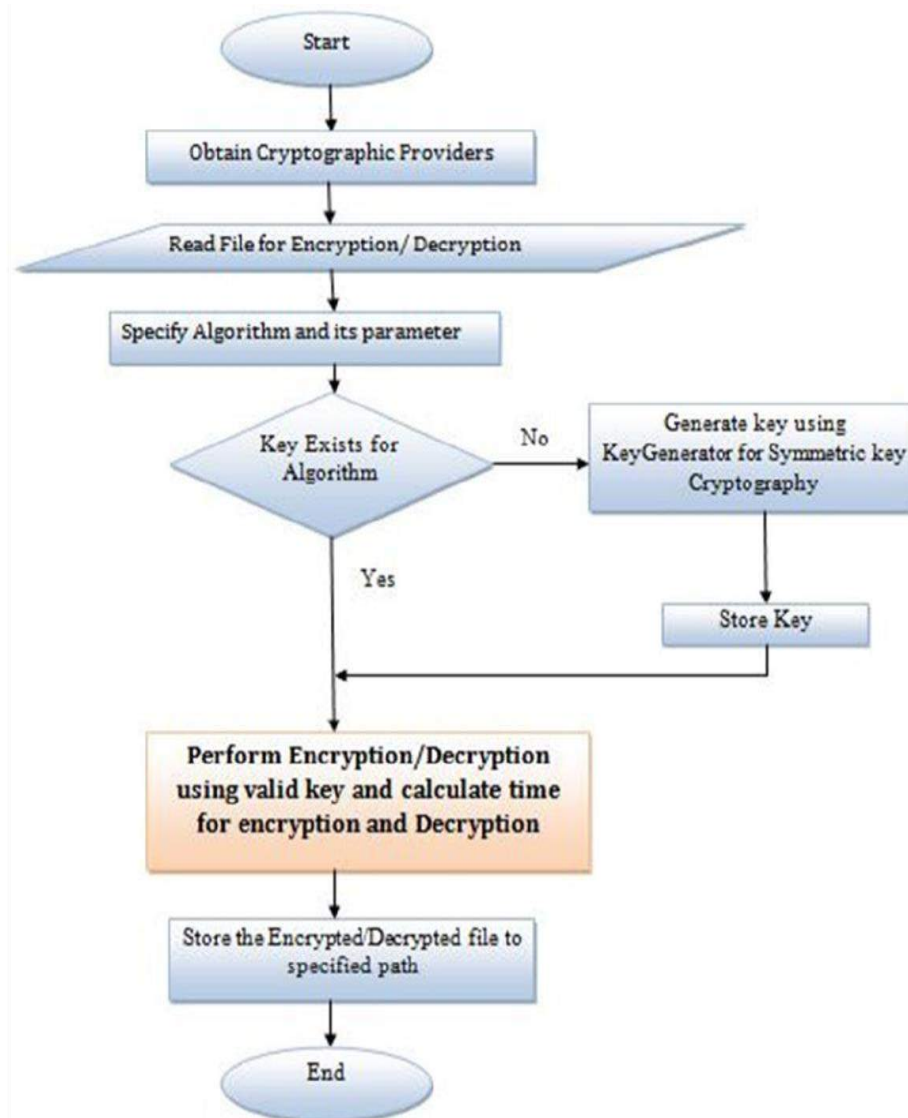 Start
Obtain Cryptographic Providers
Read File for Encryption/ Decryption
Specify Algorithm and its parameter
Key Exists for
Algorithm
No
Generate key using
KeyGenerator for Symmetric key
Cryptography
Yes
Store Key
Perform Encryption/Decryption
using valid key and calculate time
for encryption and Decryption
Store the Encrypted/Decrypted file to
specified path
End